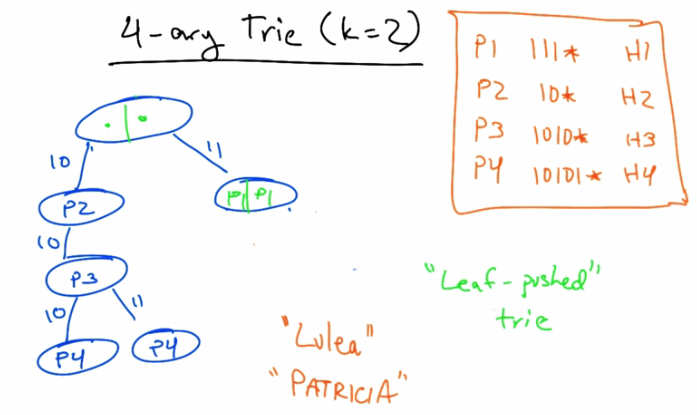 4-ary Trie (k=2)
P1 111* H1
P2 10* H2
P3 1010* H3
P4 10101* H4
10
11
P2
P1 P1
10
P3
10
11
P4
P4
"Leaf-pushed"
trie
"Lulea"
"PATRICIA"